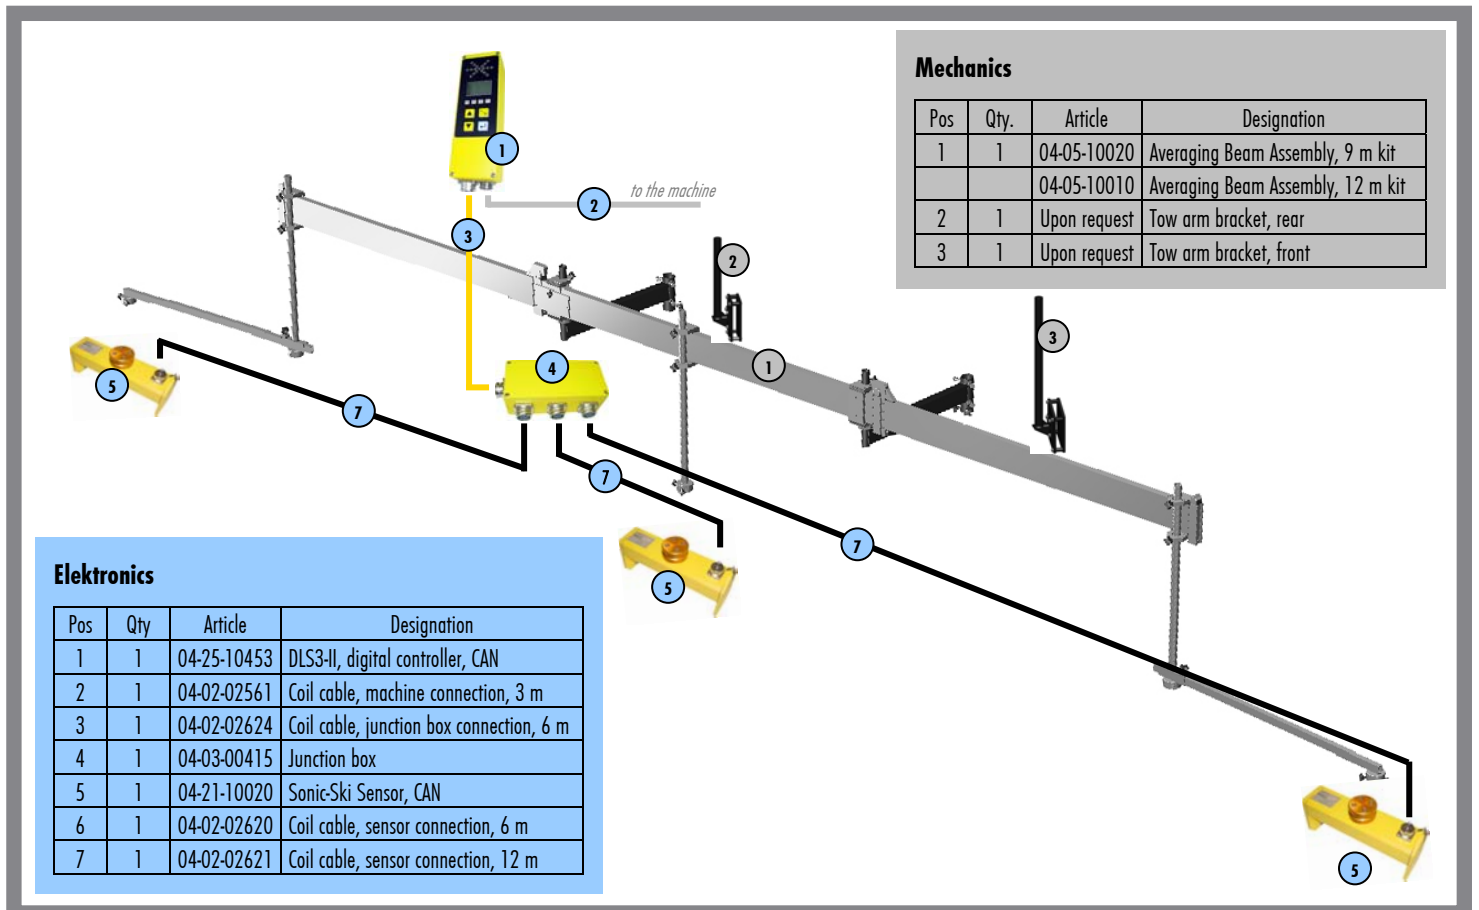 Mechanics
Pos Qty. Article Designation
1 1 04-05-10020 Averaging Beam Assembly, 9 m kit
04-05-10010 Averaging Beam Assembly, 12 m kit
2 1 Upon request Tow arm bracket, rear
3 1 Upon request Tow arm bracket, front
1
to the machine
2
3
2
3
1
4
5
7
7
7
5
5
Elektronics
Pos Qty Article Designation
1 1 04-25-10453 DLS3-II, digital controller, CAN
2 1 04-02-02561 Coil cable, machine connection, 3 m
3 1 04-02-02624 Coil cable, junction box connection, 6 m
4 1 04-03-00415 Junction box
5 1 04-21-10020 Sonic-Ski Sensor, CAN
6 1 04-02-02620 Coil cable, sensor connection, 6 m
7 1 04-02-02621 Coil cable, sensor connection, 12 m